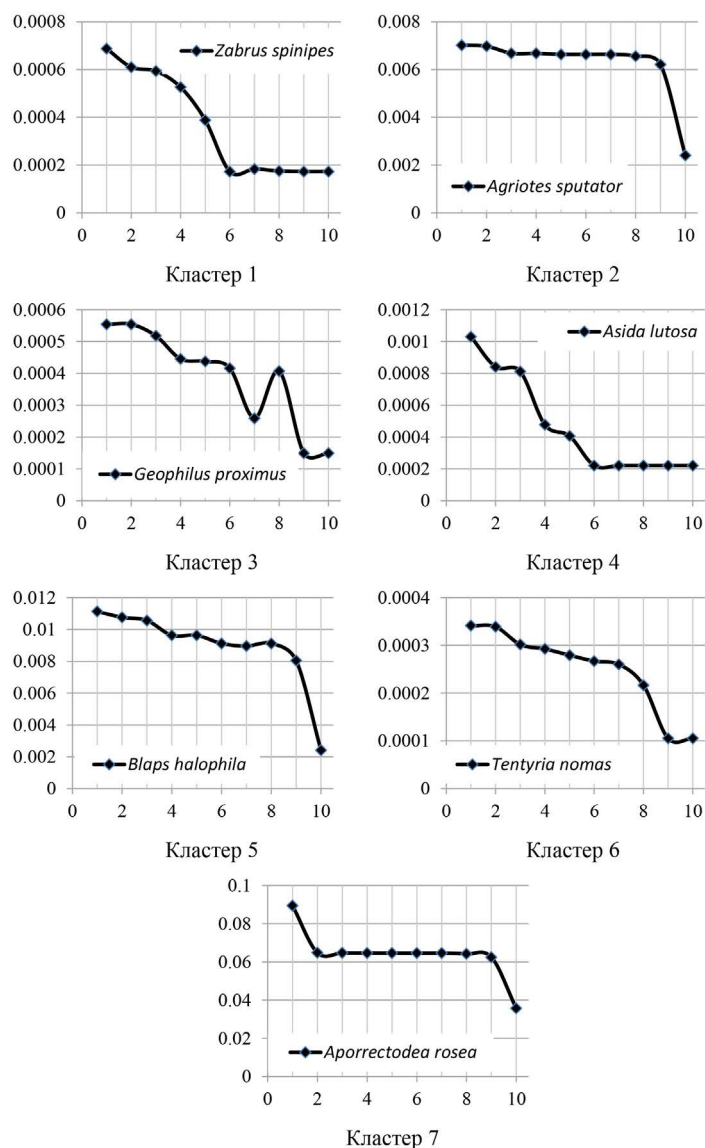 0.0008
0.0006
0.0004
0.0002
0
0 2 4 6 8 10
Zabrus spinipes
Кластер 1
0.008
0.006
0.004
0.002
0
0 2 4 6 8 10
Agriotes sputator
Кластер 2
0.0006
0.0005
0.0004
0.0003
0.0002
0.0001
0
0 2 4 6 8 10
Geophilus proximus
Кластер 3
0.0012
0.001
0.0008
0.0006
0.0004
0.0002
0
0 2 4 6 8 10
Asida lutosa
Кластер 4
0.012
0.01
0.008
0.006
0.004
0.002
0
0 2 4 6 8 10
Blaps halophila
Кластер 5
0.0004
0.0003
0.0002
0.0001
0
0 2 4 6 8 10
Tentyria nomas
Кластер 6
0.1
0.08
0.06
0.04
0.02
0
0 2 4 6 8 10
Aporrectodea rosea
Кластер 7